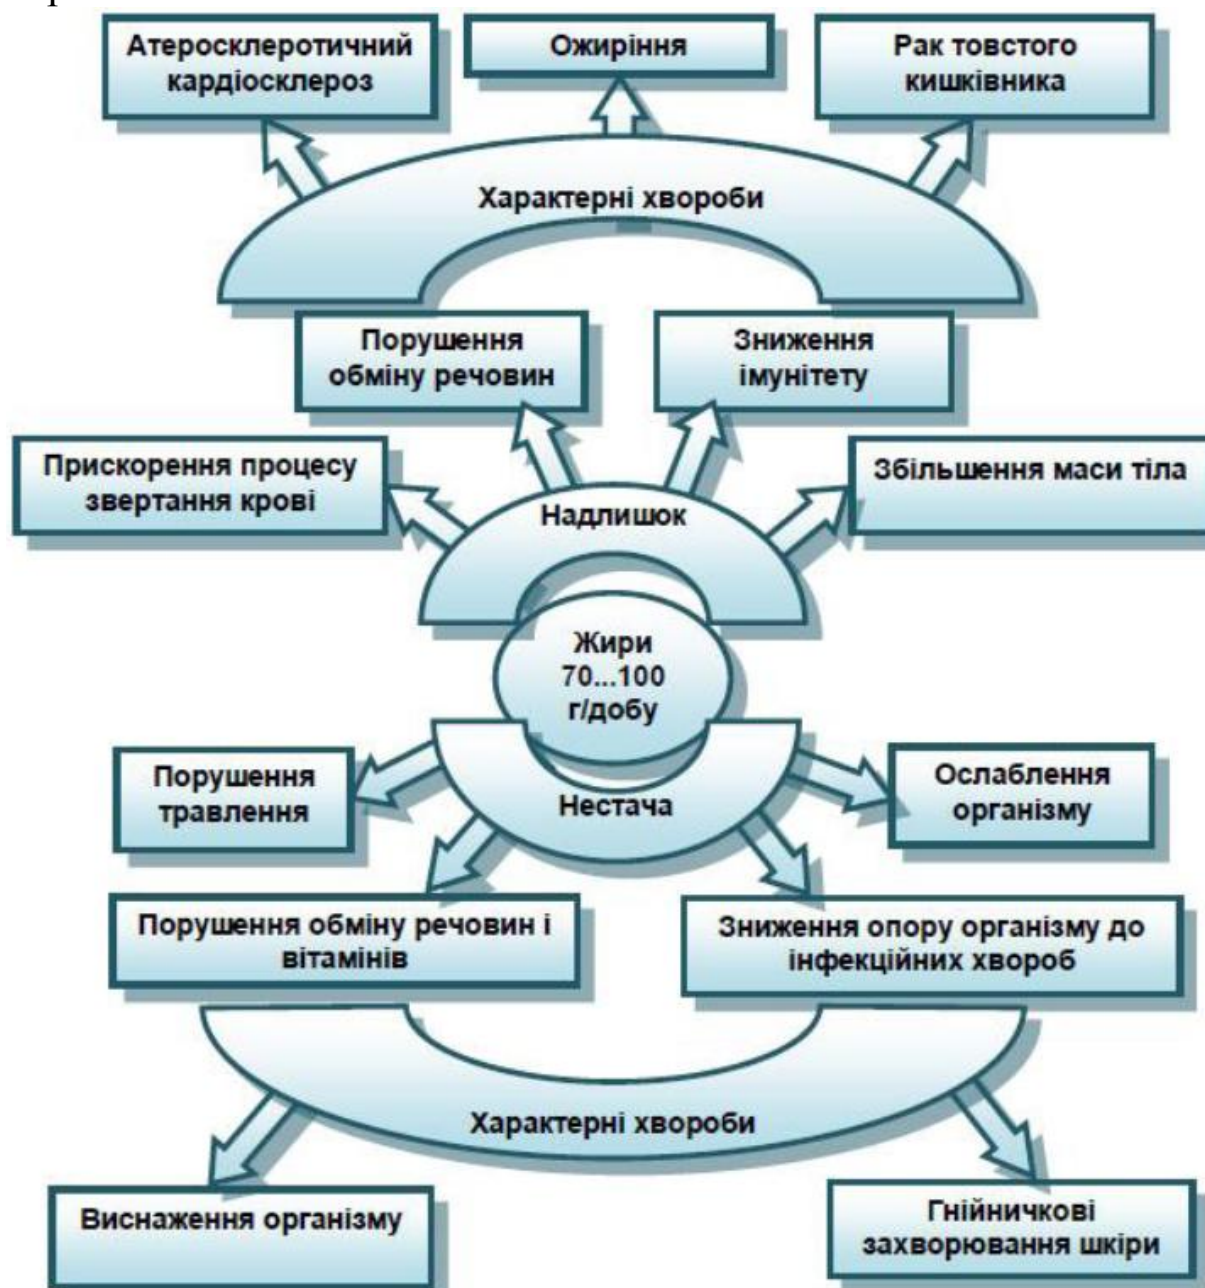 Атеросклеротичний
кардіосклероз
Ожиріння
Рак товстого
кишківника
Характерні хвороби
Порушення
обміну речовин
Зниження
імунітету
Прискорення процесу
звертання крові
Збільшення маси тіла
Надлишок
Жири
70...100
г/добу
Порушення
травлення
Нестача
Ослаблення
організму
Порушення обміну речовин і
вітамінів
Зниження опору організму до
інфекційних хвороб
Характерні хвороби
Виснаження організму
Гнійничкові
захворювання шкіри